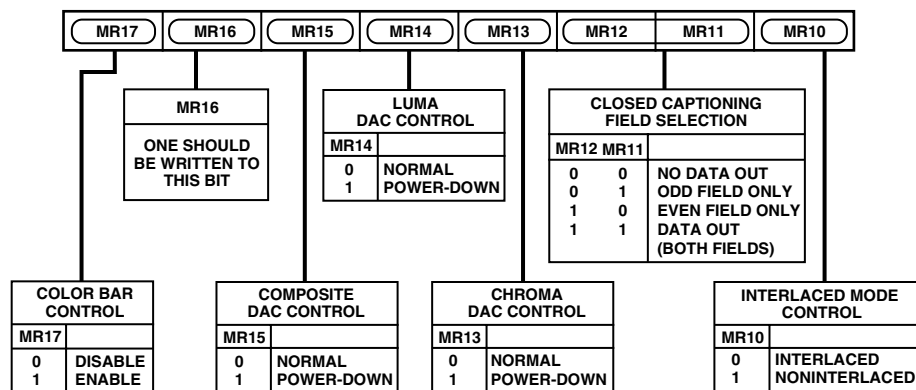 MR17 MR16 MR15 MR14 MR13 MR12 MR11 MR10
MR16
ONE SHOULD
BE WRITTEN TO
THIS BIT
LUMA
DAC CONTROL
MR14
0 NORMAL
1 POWER-DOWN
CLOSED CAPTIONING
FIELD SELECTION
MR12 MR11
0 0 NO DATA OUT
0 1 ODD FIELD ONLY
1 0 EVEN FIELD ONLY
1 1 DATA OUT
(BOTH FIELDS)
COLOR BAR
CONTROL
MR17
0 DISABLE
1 ENABLE
COMPOSITE
DAC CONTROL
MR15
0 NORMAL
1 POWER-DOWN
CHROMA
DAC CONTROL
MR13
0 NORMAL
1 POWER-DOWN
INTERLACED MODE
CONTROL
MR10
0 INTERLACED
1 NONINTERLACED